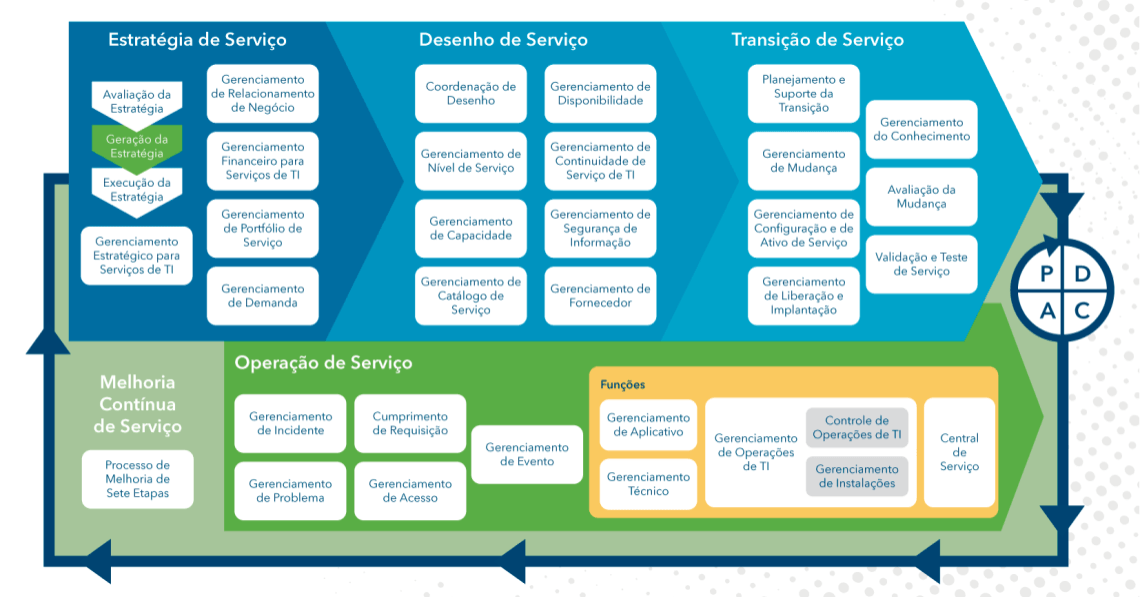 Estratégia de Serviço
Avaliação da
Estratégia
Geração da
Estratégia
Execução da
Estratégia
Gerenciamento
Estratégico para
Serviços de TI
Gerenciamento
de Relacionamento
de Negócio
Gerenciamento
Financeiro para
Serviços de TI
Gerenciamento
de Portfólio de
Serviço
Gerenciamento
de Demanda
Desenho de Serviço
Coordenação de
Desenho
Gerenciamento de
Nível de Serviço
Gerenciamento
de Capacidade
Gerenciamento de
Catálogo de
Serviço
Gerenciamento de
Disponibilidade
Gerenciamento de
Continuidade de
Serviço de TI
Gerenciamento de
Segurança de
Informação
Gerenciamento de
Fornecedor
Transição de Serviço
Planejamento e
Suporte da
Transição
Gerenciamento
de Mudança
Gerenciamento de
Configuração e de
Ativo de Serviço
Gerenciamento
de Liberação e
Implantação
Gerenciamento
do Conhecimento
Avaliação da
Mudança
Validação e Teste
de Serviço
P D
A C
Melhoria
Contínua
de Serviço
Processo de
Melhoria de
Sete Etapas
Operação de Serviço
Gerenciamento
de Incidente
Gerenciamento
de Problema
Cumprimento
de Requisição
Gerenciamento
de Acesso
Gerenciamento
de Evento
Funções
Gerenciamento
de Aplicativo
Gerenciamento
Técnico
Gerenciamento
de Operações
de TI
Controle de
Operações de TI
Gerenciamento
de Instalações
Central
de
Serviço